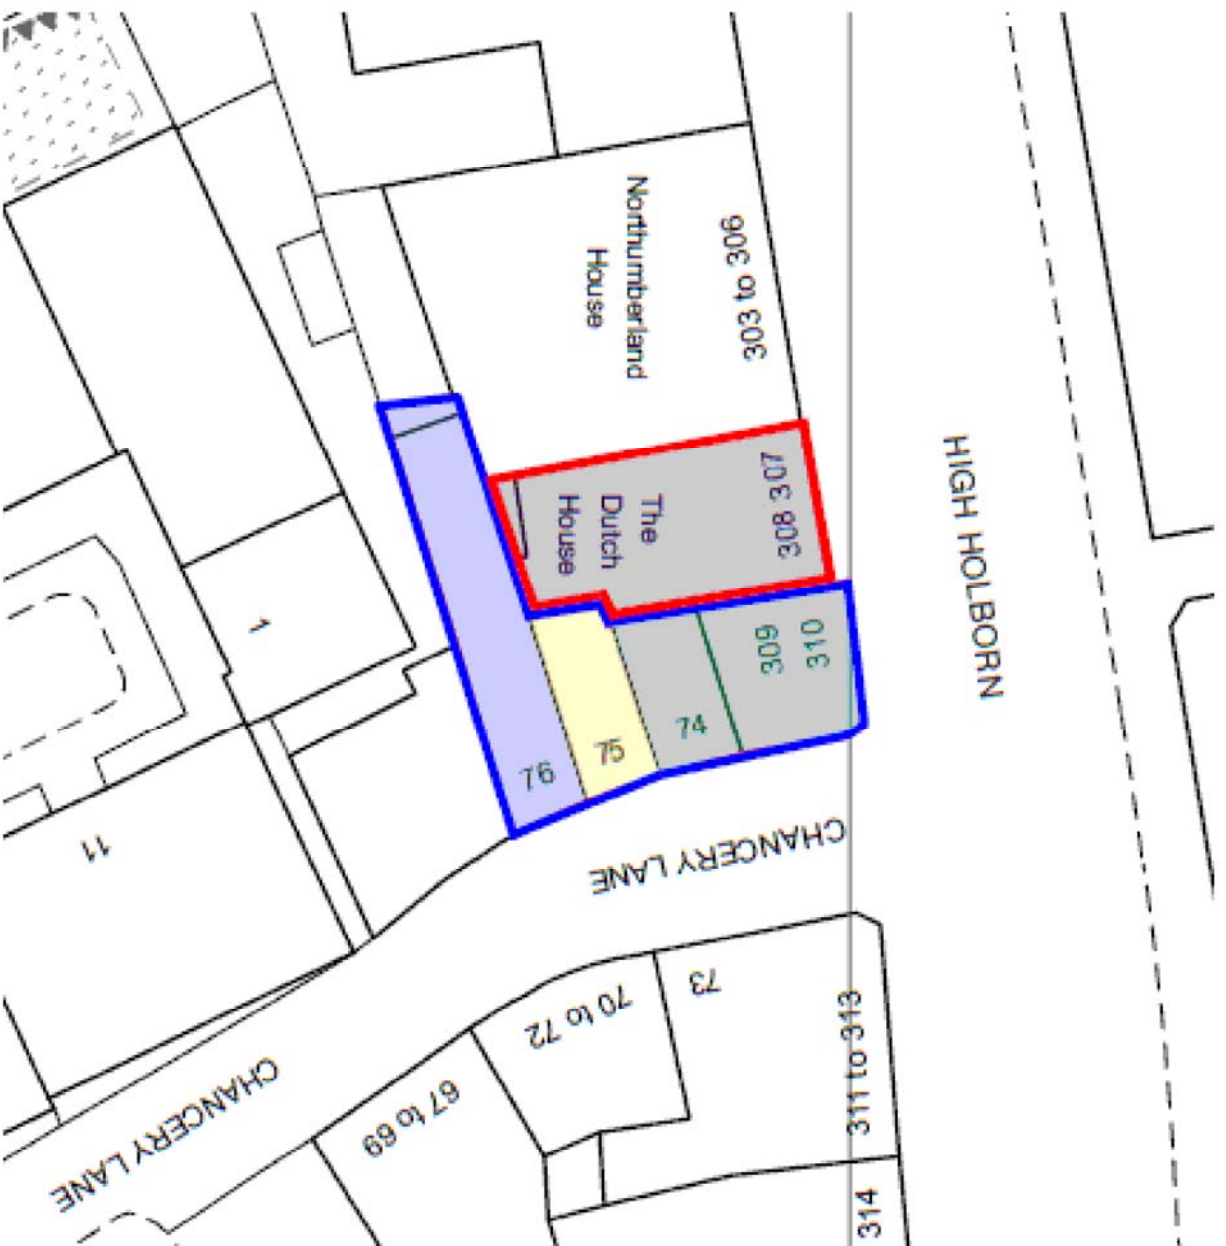 Northumberland
House
303 to 306
HIGH HOLBORN
The
Dutch
House
308 307
309
310
74
75
76
1
11
CHANCERY LANE
CHANCERY LANE
73
70 to 72
67 to 69
311 to 313
314